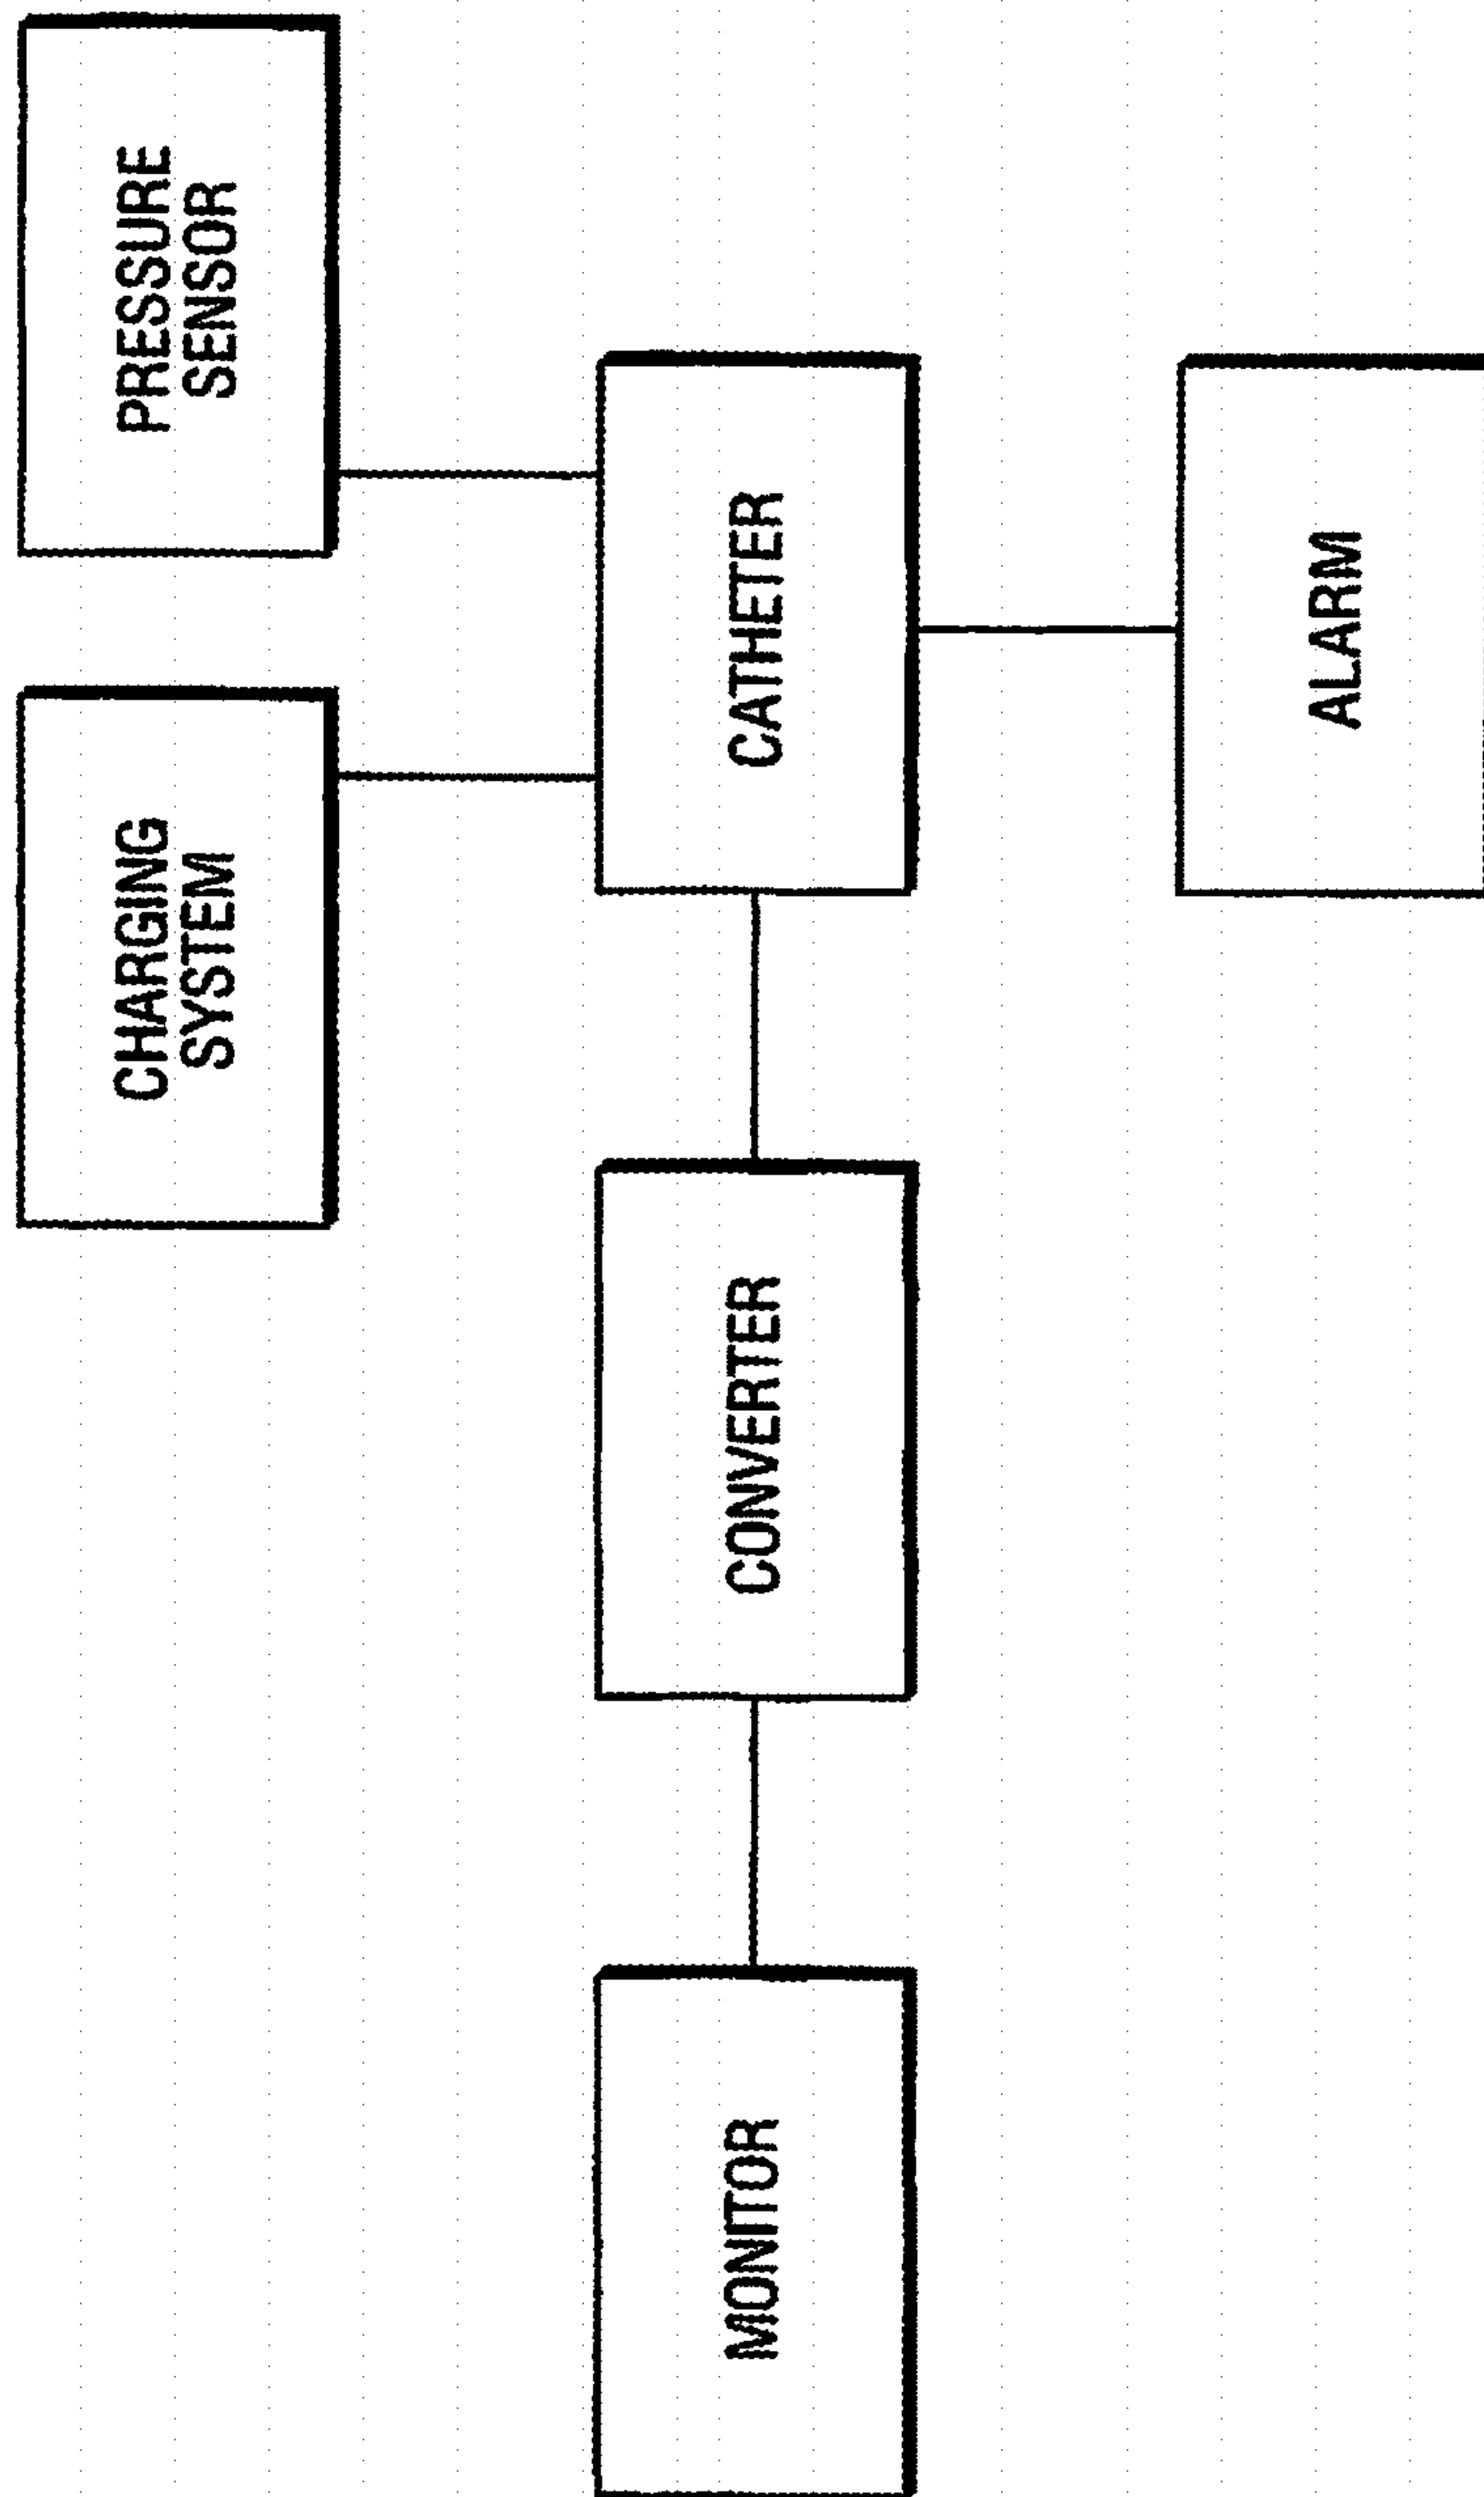 CHARGING
SYSTEM
PRESSURE
SENSOR
MONITOR
CONVERTER
CATHETER
ALARM